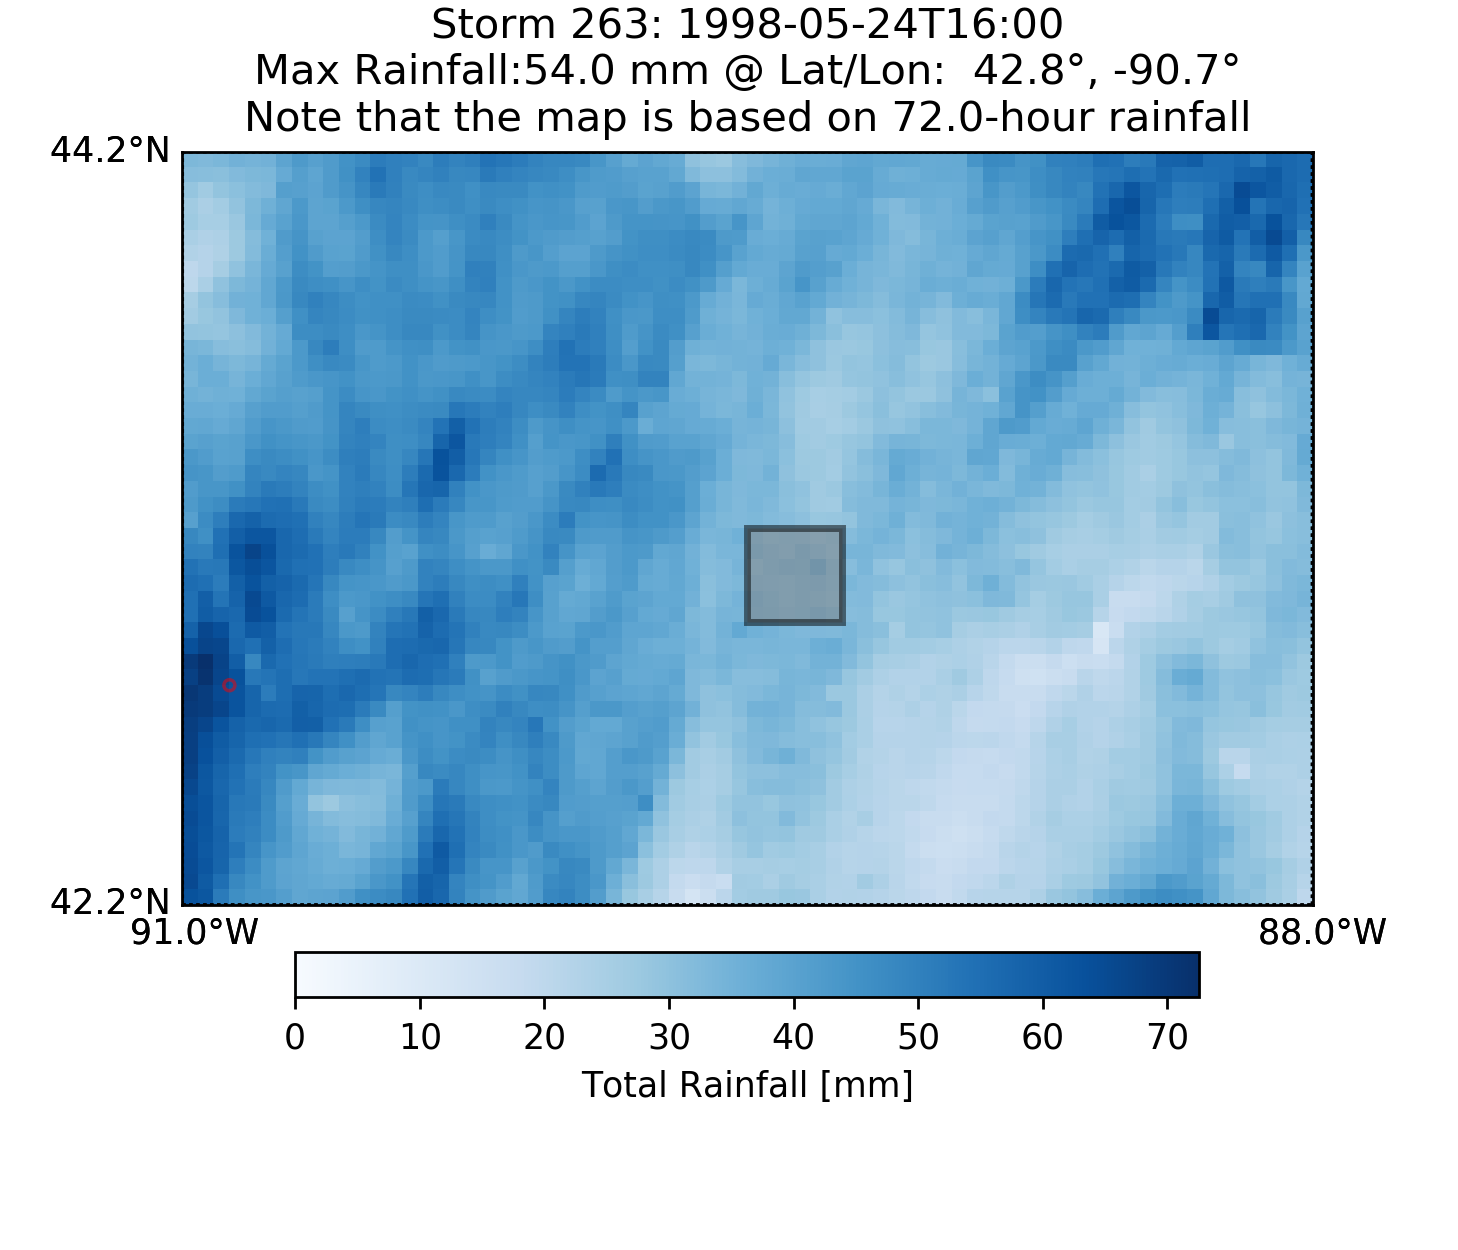 Storm 263: 1998-05-24T16:00
Max Rainfall:54.0 mm @ Lat/Lon:  42.8°, -90.7°
Note that the map is based on 72.0-hour rainfall
44.2°N
42.2°N
91.0°W 88.0°W
0 10 20 30 40 50 60 70
Total Rainfall [mm]